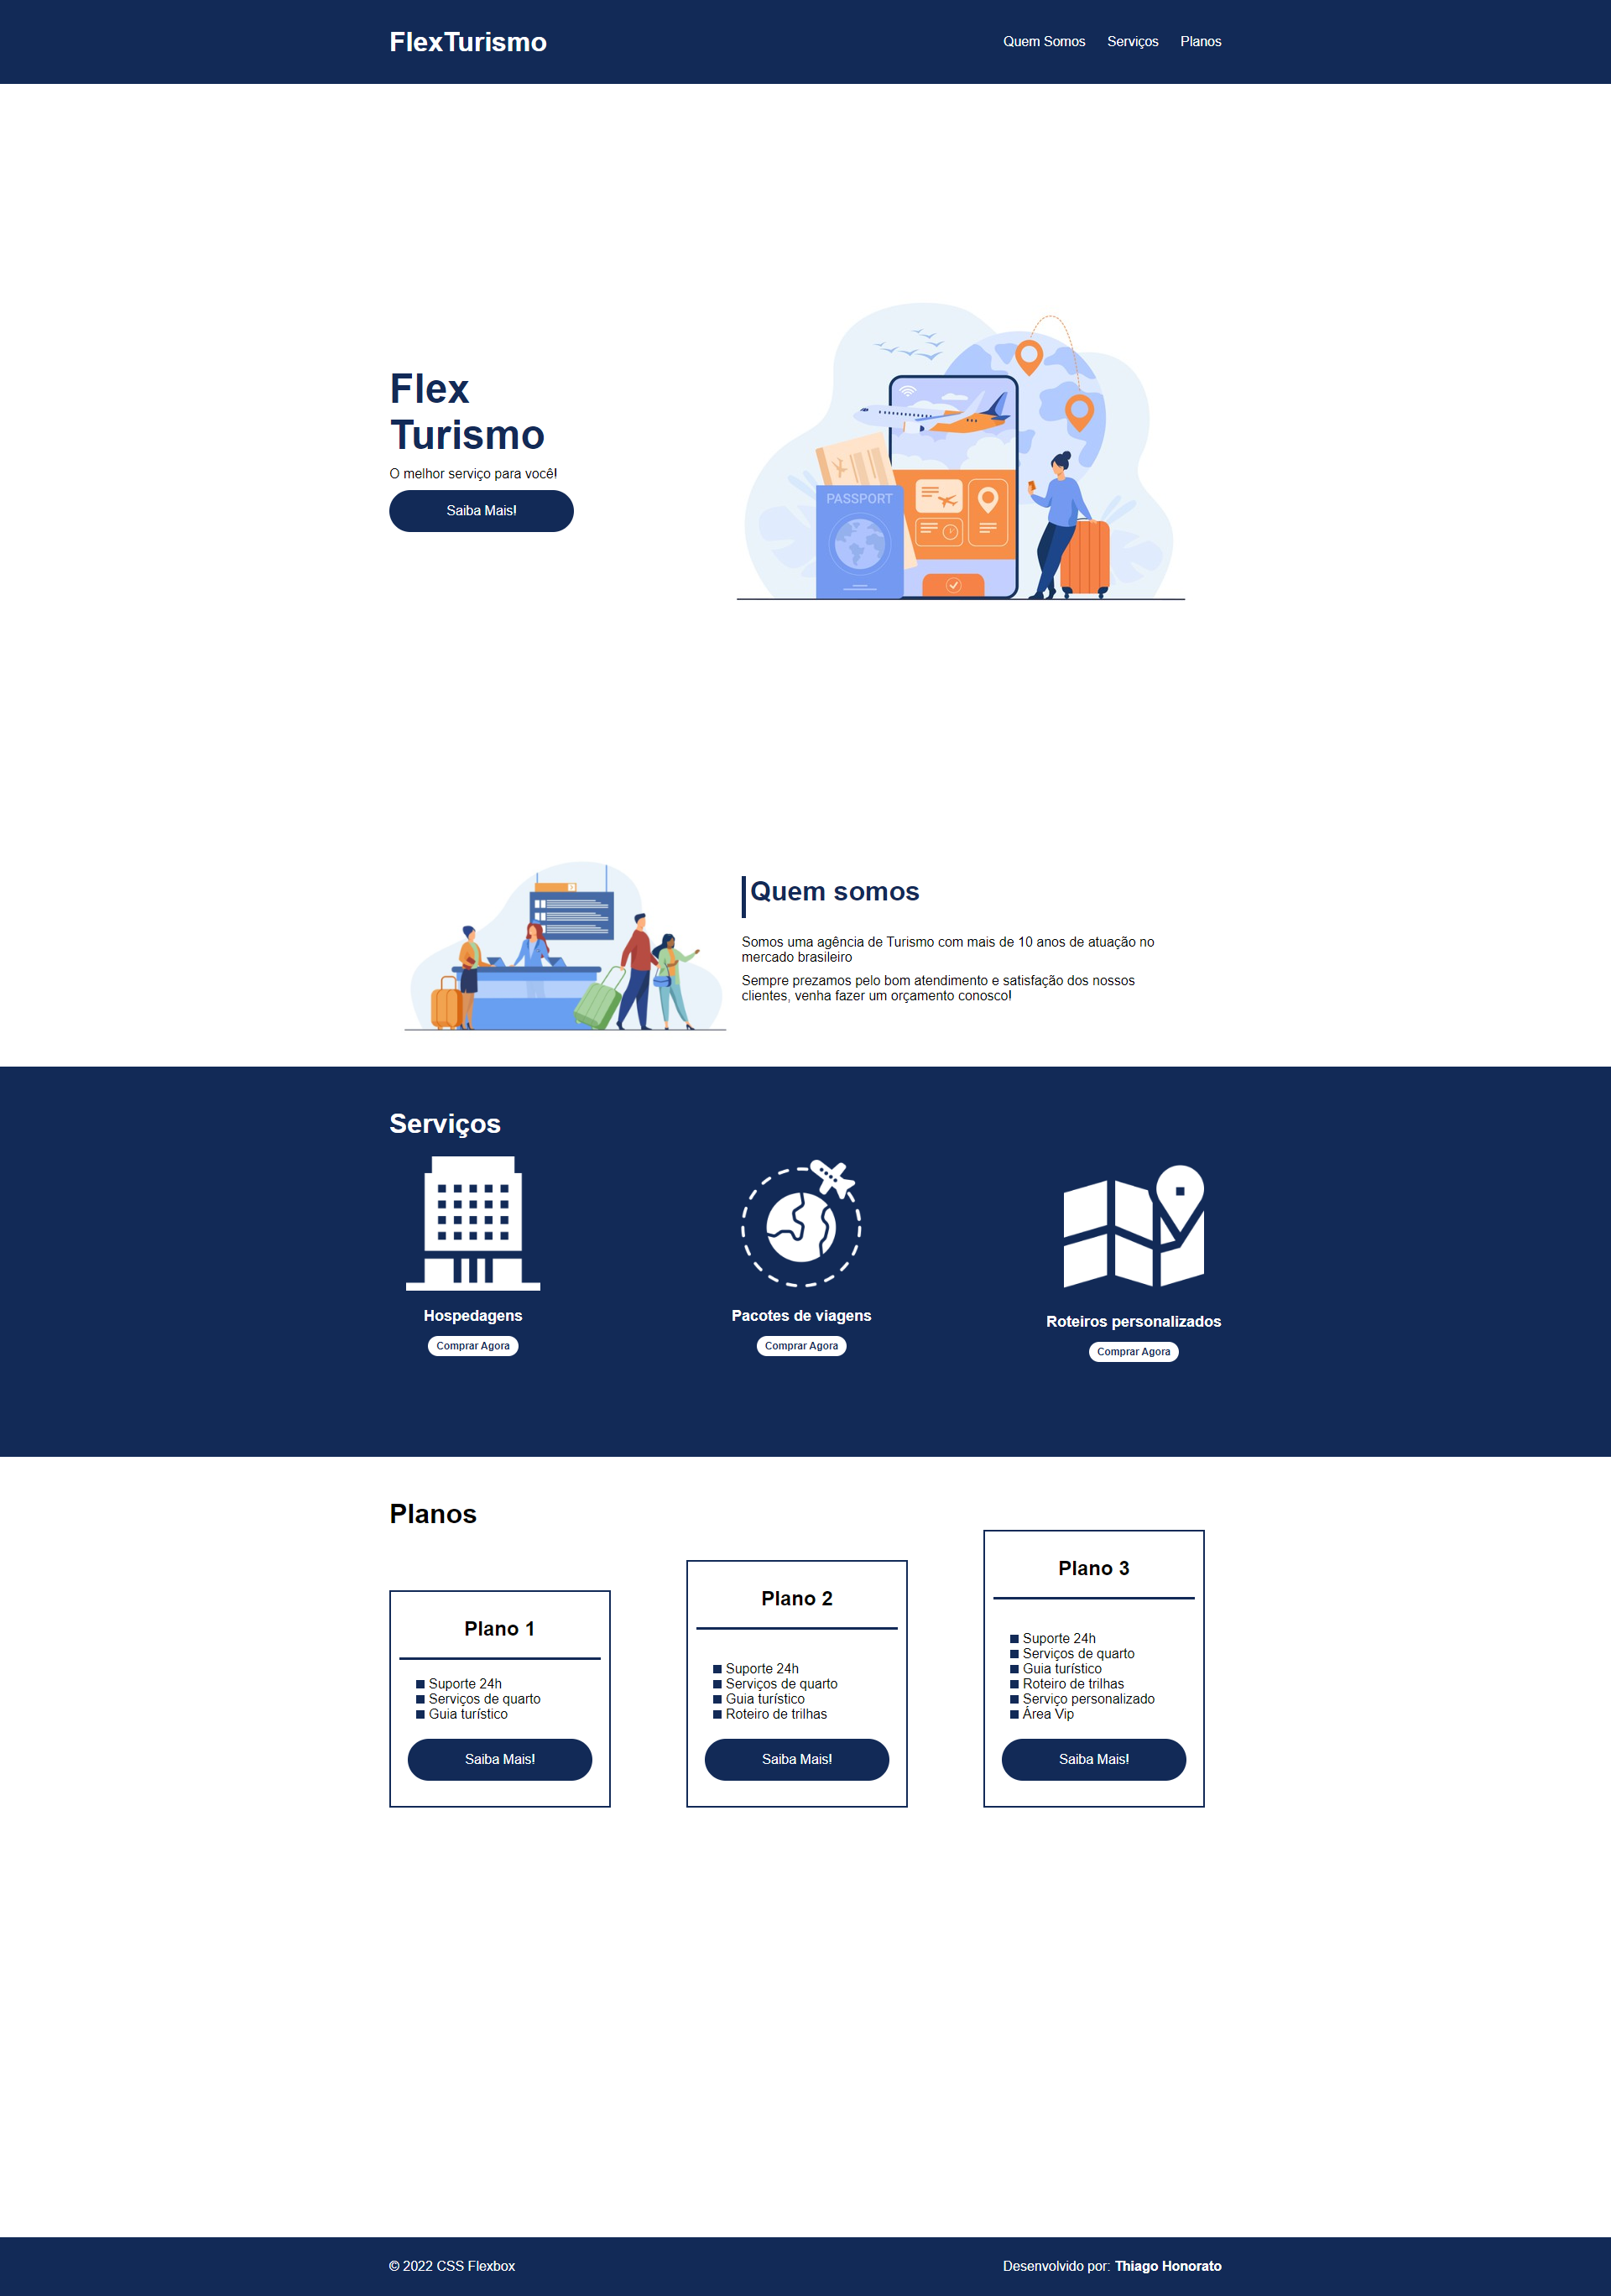 FlexTurismo
Quem Somos
Serviços
Planos
Flex
Turismo
O melhor serviço para você!
Saiba Mais!
PASSPORT
Quem somos
Somos uma agência de Turismo com mais de 10 anos de atuação no
mercado brasileiro
Sempre prezamos pelo bom atendimento e satisfação dos nossos
clientes, venha fazer um orçamento conosco!
Serviços
Hospedagens
Comprar Agora
Pacotes de viagens
Comprar Agora
Roteiros personalizados
Comprar Agora
Planos
Plano 1
Suporte 24h
Serviços de quarto
Guia turístico
Saiba Mais!
Plano 2
Suporte 24h
Serviços de quarto
Guia turístico
Roteiro de trilhas
Saiba Mais!
Plano 3
Suporte 24h
Serviços de quarto
Guia turístico
Roteiro de trilhas
Serviço personalizado
Área Vip
Saiba Mais!
© 2022 CSS Flexbox
Desenvolvido por: Thiago Honorato